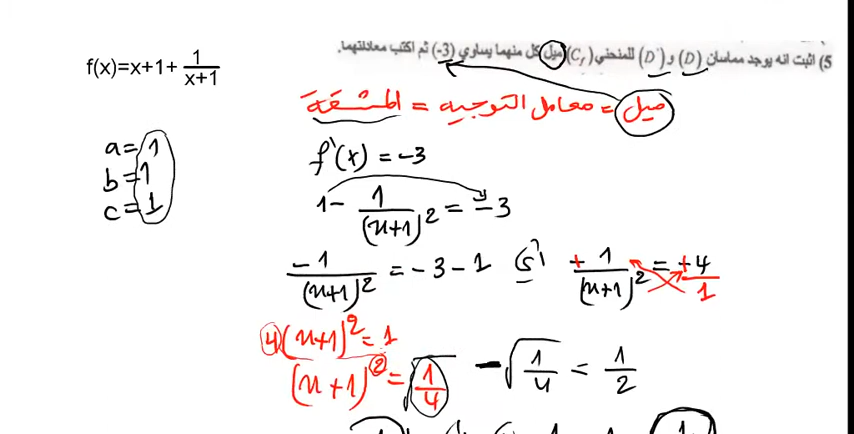 5) اثبت انه يوجد مماسان (D) و (D') للمنحني (C_f) ميل كل منهما يساوي (-3) ثم اكتب معادلتهما.
f(x)=x+1+ 1/(x+1)
ميل = معامل التوجيه = المشتقة
a=1
b=1
c=1
f'(x) = -3
1 - 1/(x+1)^2 = -3
-1/(x+1)^2 = -3 -1 أي +1/(x+1)^2 = +4/1
4(x+1)^2 = 1
(x+1)^2 = √(1/4) -√(1/4) = 1/2